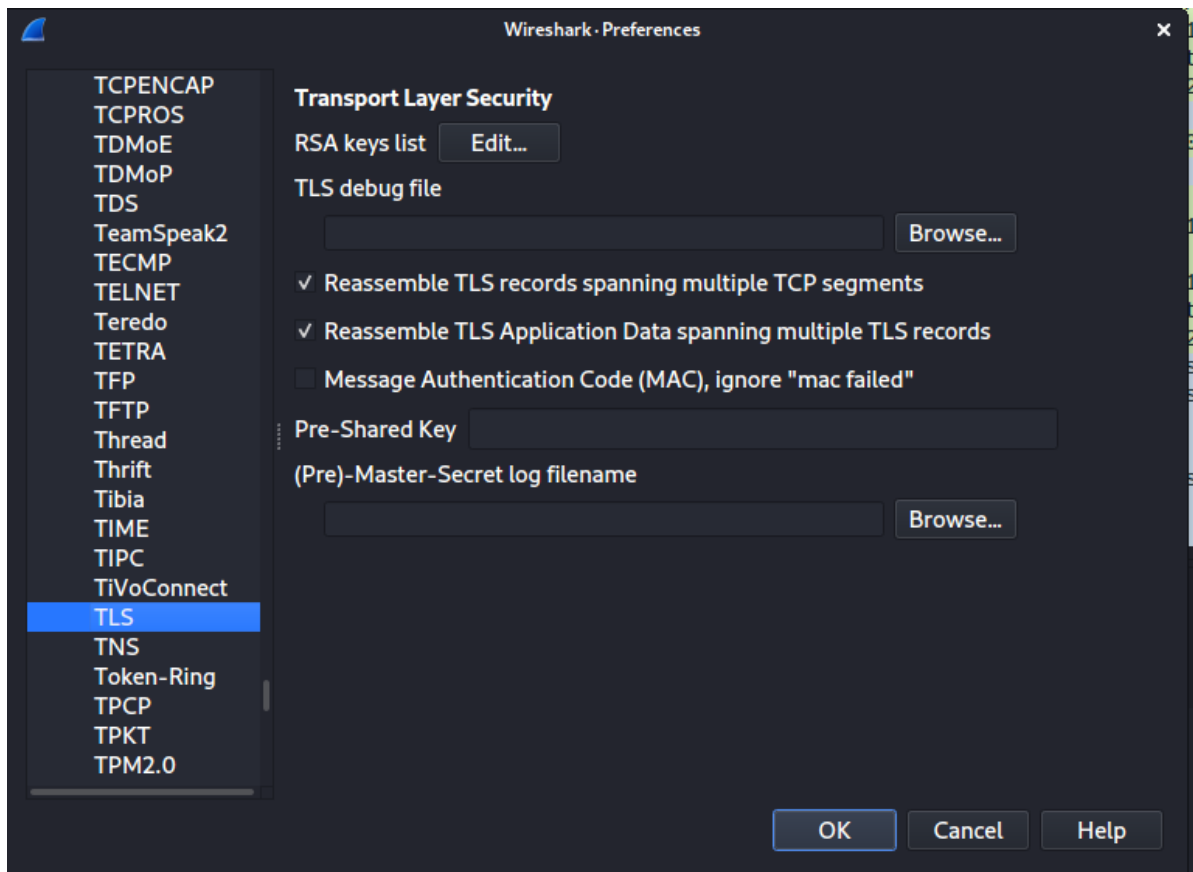 Wireshark · Preferences
TCPENCAP
TCPROS
TDMoE
TDMoP
TDS
TeamSpeak2
TECMP
TELNET
Teredo
TETRA
TFP
TFTP
Thread
Thrift
Tibia
TIME
TIPC
TiVoConnect
TLS
TNS
Token-Ring
TPCP
TPKT
TPM2.0
Transport Layer Security
RSA keys list Edit...
TLS debug file
Browse...
Reassemble TLS records spanning multiple TCP segments
Reassemble TLS Application Data spanning multiple TLS records
Message Authentication Code (MAC), ignore "mac failed"
Pre-Shared Key
(Pre)-Master-Secret log filename
Browse...
OK Cancel Help